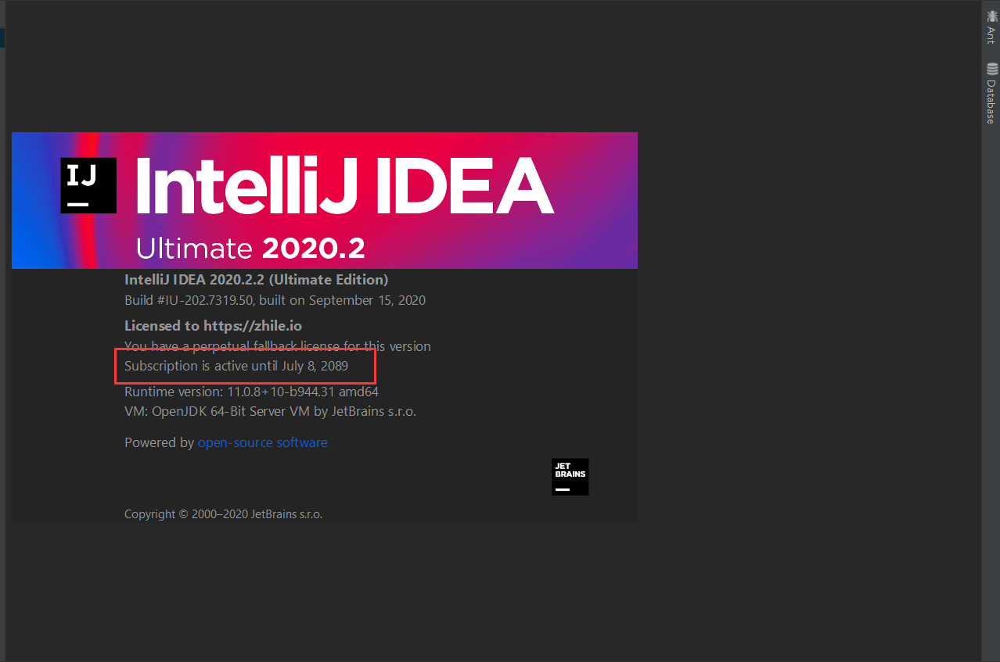 Ant
Database
IJ
IntelliJ IDEA
Ultimate 2020.2
IntelliJ IDEA 2020.2.2 (Ultimate Edition)
Build #IU-202.7319.50, built on September 15, 2020
Licensed to https://zhile.io
You have a perpetual fallback license for this version
Subscription is active until July 8, 2089
Runtime version: 11.0.8+10-b944.31 amd64
VM: OpenJDK 64-Bit Server VM by JetBrains s.r.o.
Powered by open-source software
JET
BRAINS
Copyright © 2000–2020 JetBrains s.r.o.